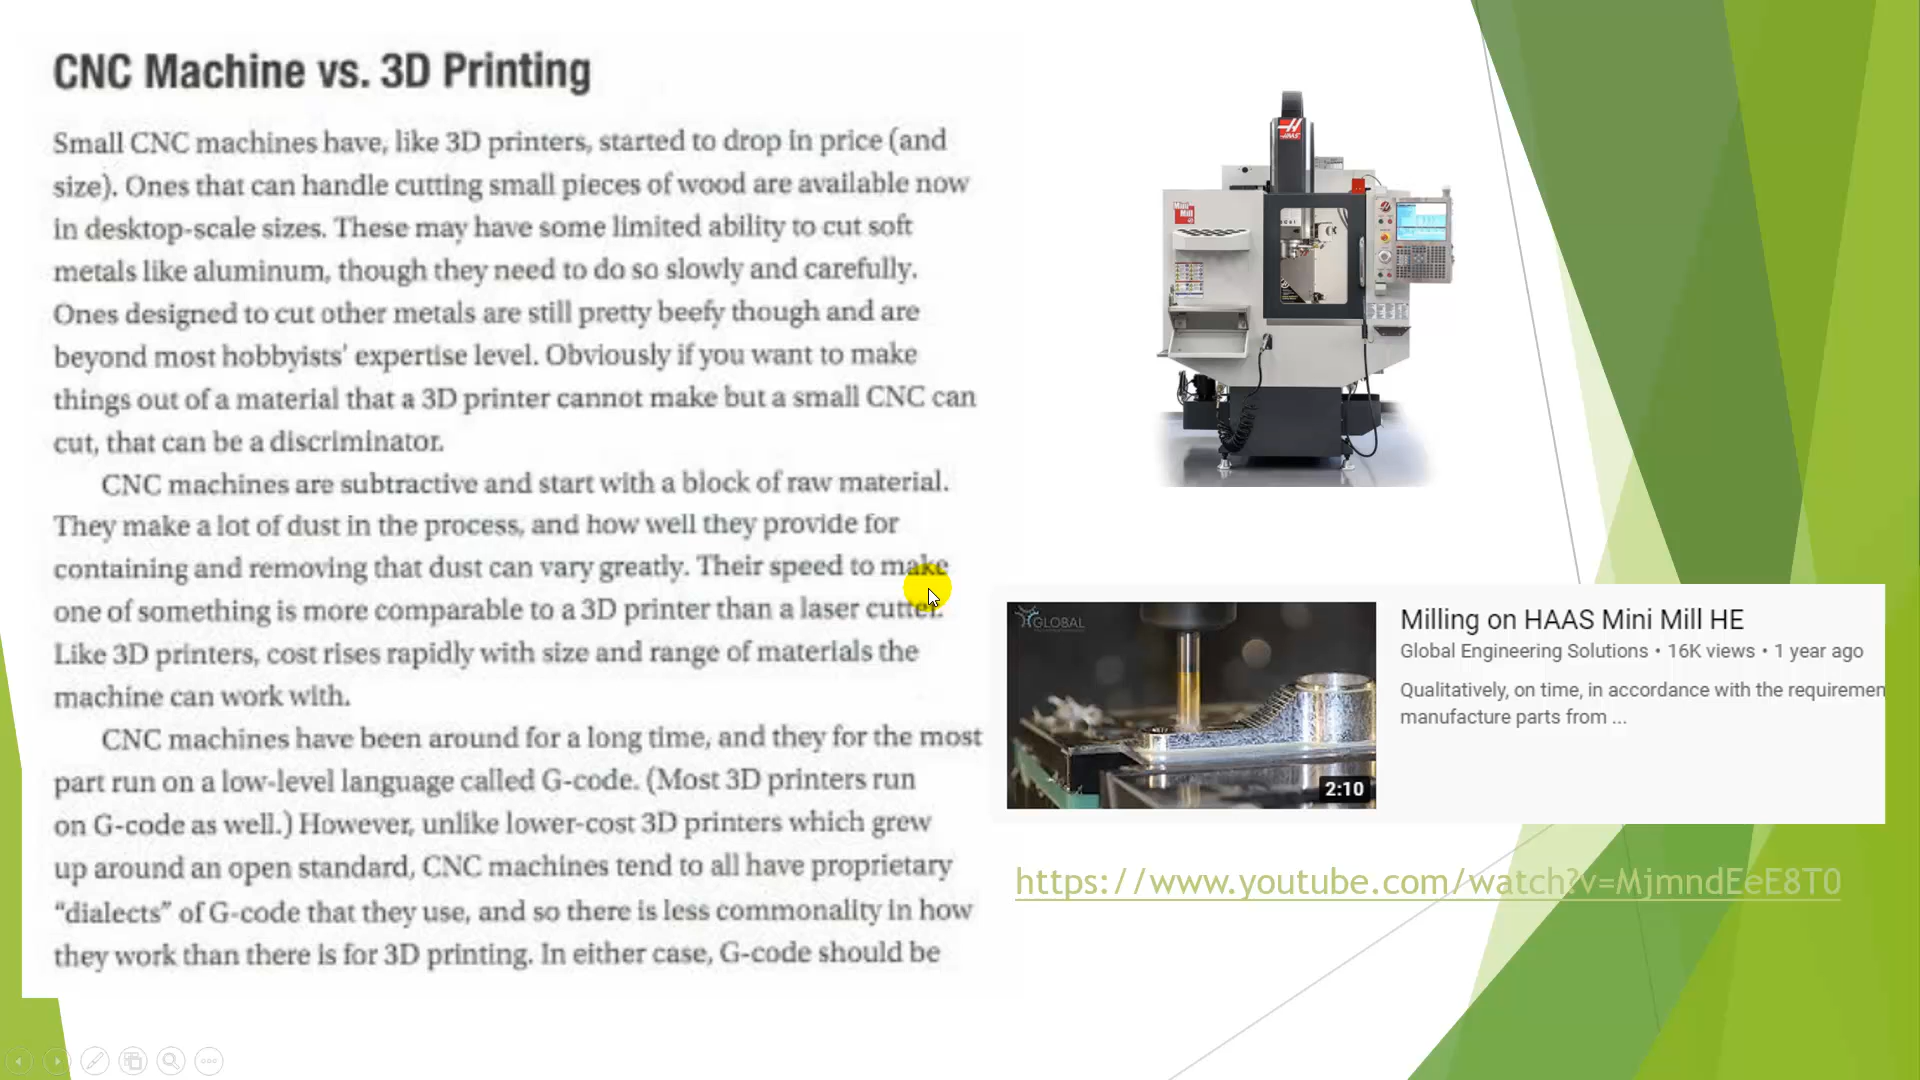 CNC Machine vs. 3D Printing
Small CNC machines have, like 3D printers, started to drop in price (and
size). Ones that can handle cutting small pieces of wood are available now
in desktop-scale sizes. These may have some limited ability to cut soft
metals like aluminum, though they need to do so slowly and carefully.
Ones designed to cut other metals are still pretty beefy though and are
beyond most hobbyists' expertise level. Obviously if you want to make
things out of a material that a 3D printer cannot make but a small CNC can
cut, that can be a discriminator.
CNC machines are subtractive and start with a block of raw material.
They make a lot of dust in the process, and how well they provide for
containing and removing that dust can vary greatly. Their speed to make
one of something is more comparable to a 3D printer than a laser cutter.
Like 3D printers, cost rises rapidly with size and range of materials the
machine can work with.
CNC machines have been around for a long time, and they for the most
part run on a low-level language called G-code. (Most 3D printers run
on G-code as well.) However, unlike lower-cost 3D printers which grew
up around an open standard, CNC machines tend to all have proprietary
“dialects” of G-code that they use, and so there is less commonality in how
they work than there is for 3D printing. In either case, G-code should be
HAAS
Mini
Mill
GLOBAL
2:10
Milling on HAAS Mini Mill HE
Global Engineering Solutions • 16K views • 1 year ago
Qualitatively, on time, in accordance with the requiremen
manufacture parts from ...
https://www.youtube.com/watch?v=MjmndEeE8T0